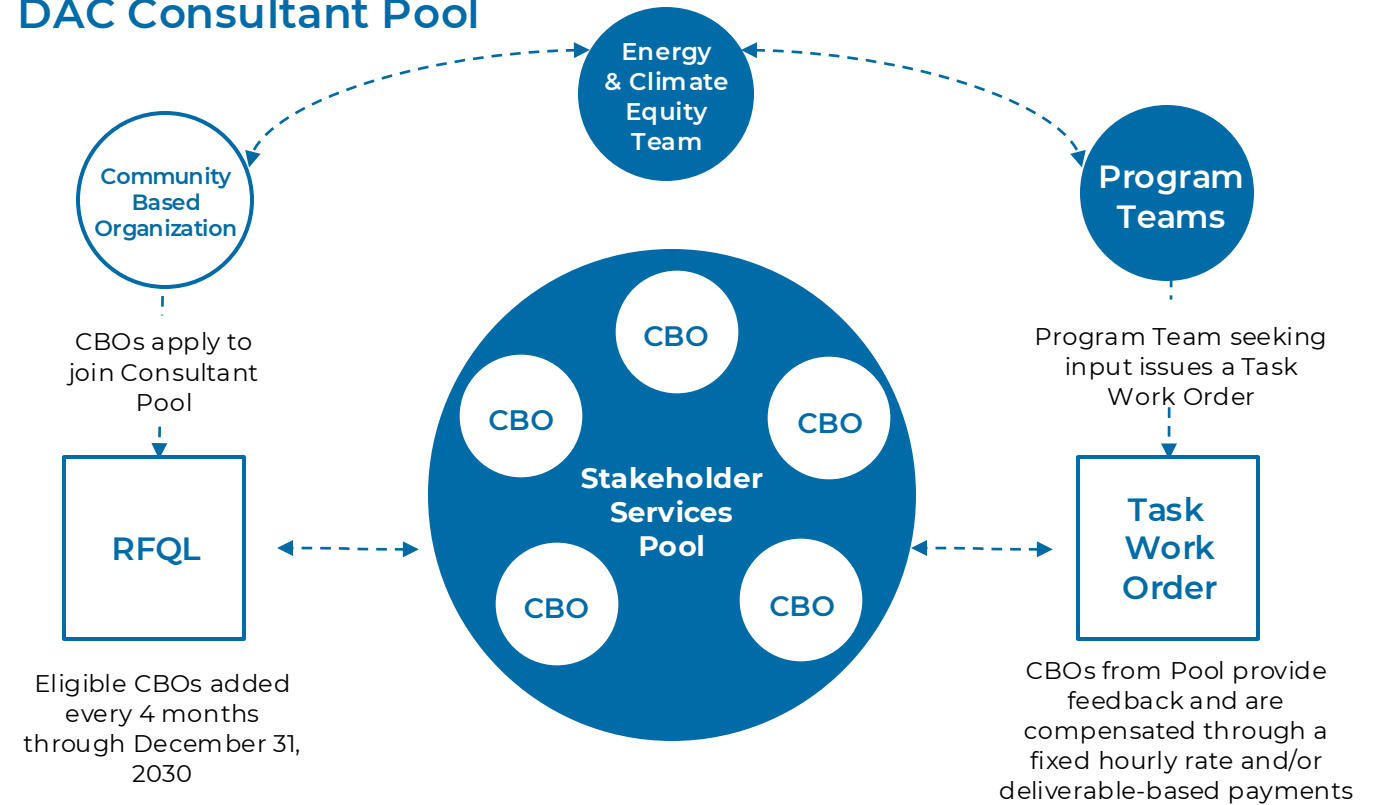 DAC Consultant Pool
Energy
& Climate
Equity
Team
Community
Based
Organization
Program
Teams
CBOs apply to
join Consultant
Pool
Program Team seeking
input issues a Task
Work Order
CBO
CBO
CBO
Stakeholder
Services
Pool
CBO
CBO
RFQL
Task
Work
Order
Eligible CBOs added
every 4 months
through December 31,
2030
CBOs from Pool provide
feedback and are
compensated through a
fixed hourly rate and/or
deliverable-based payments